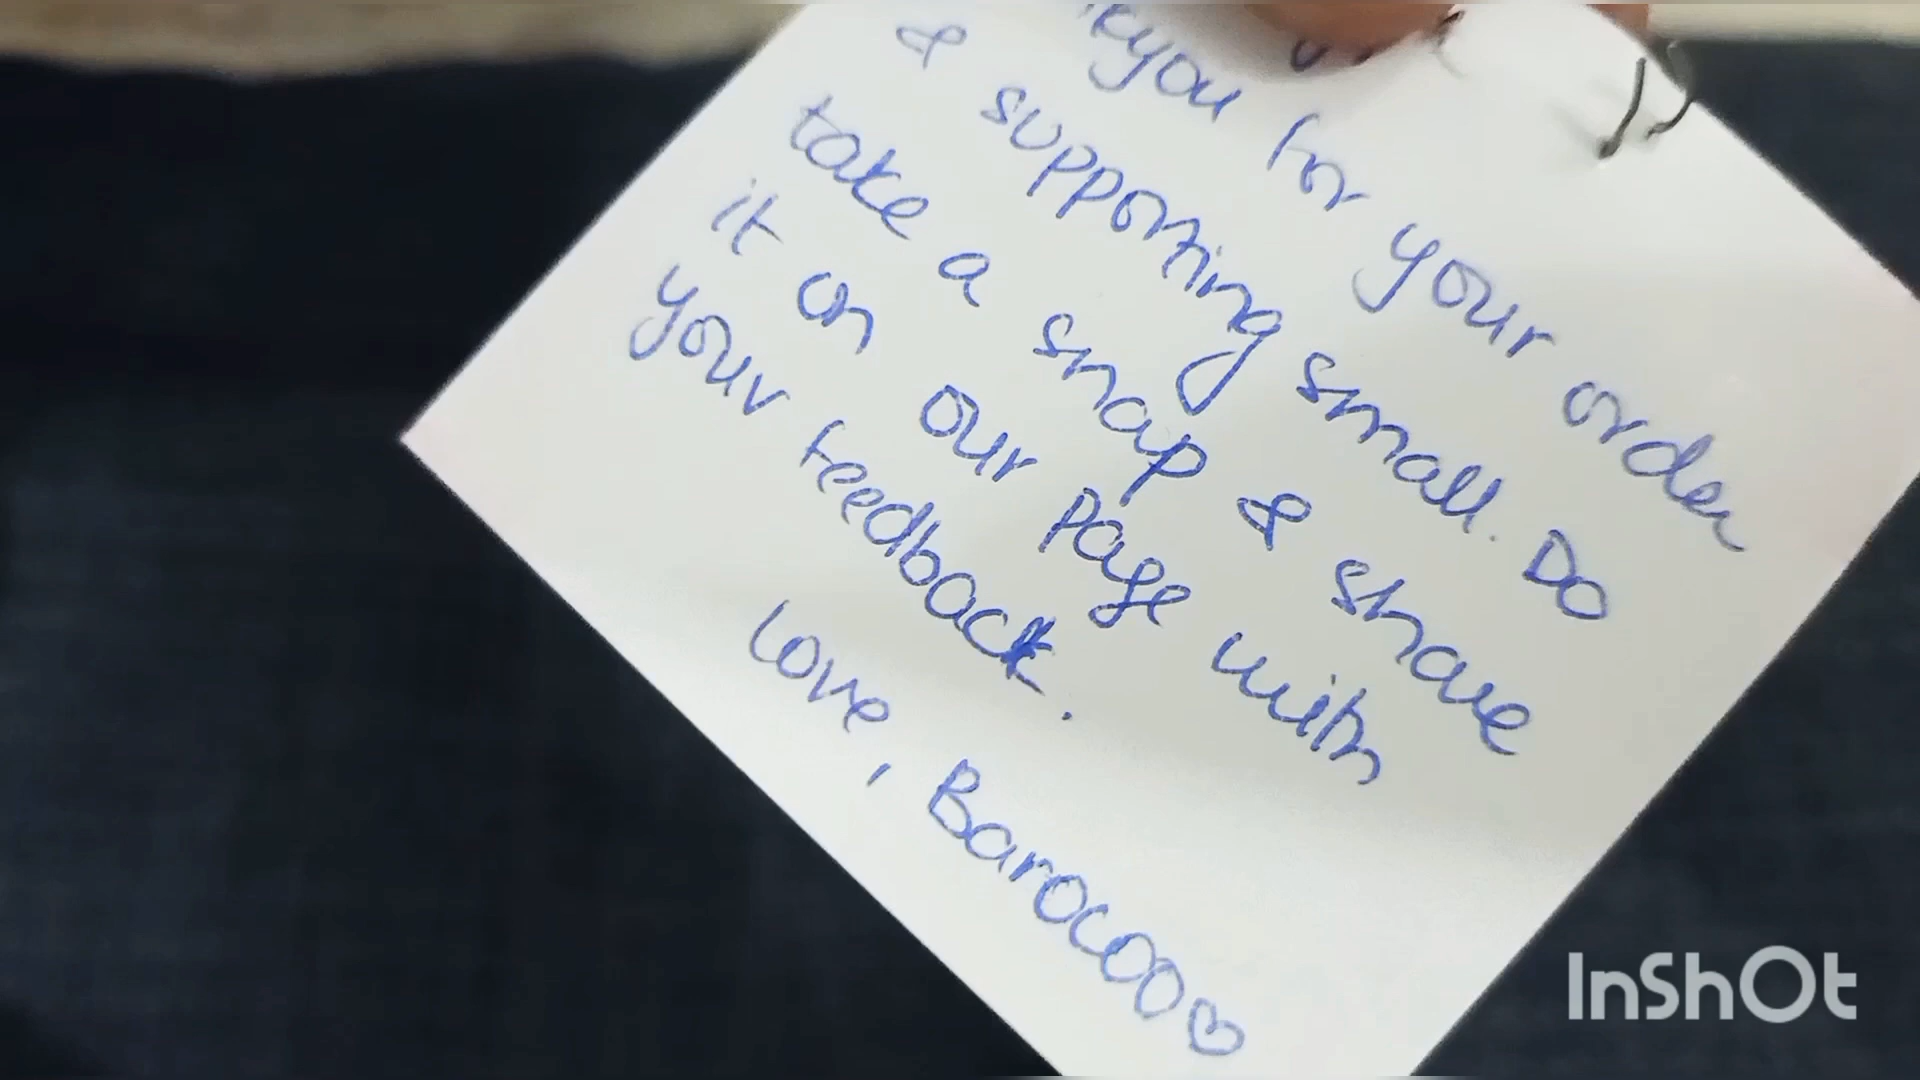 kyou for your order
& supporting small. Do
take a snap & share
it on our page with
your feedback.
Love, Barocoo♡
InShOt